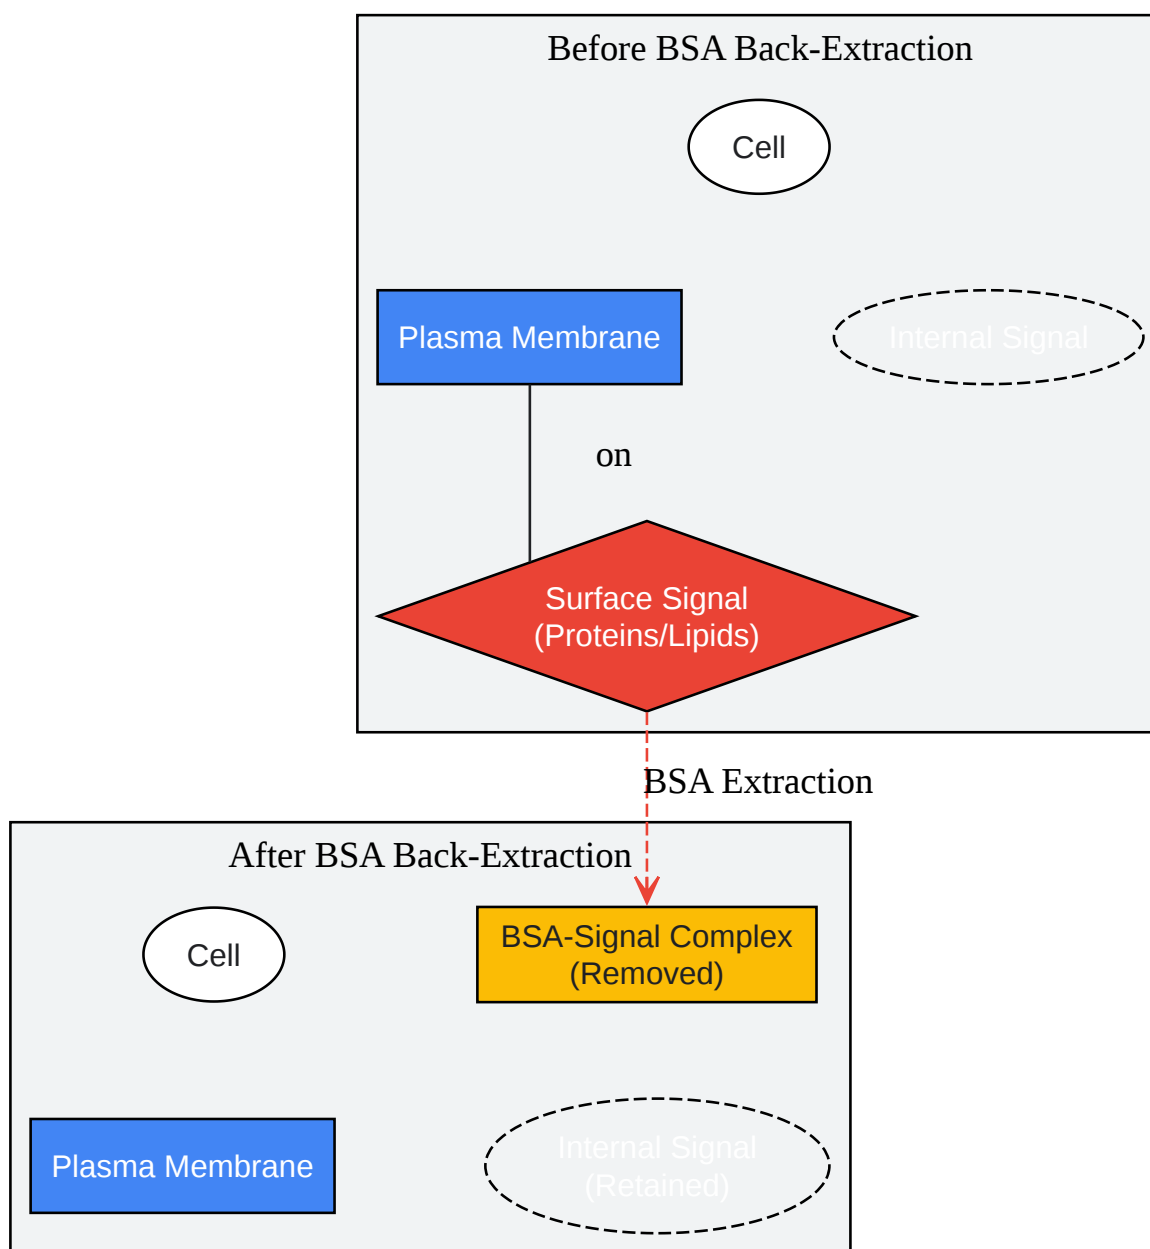 Before BSA Back-Extraction
Cell
Plasma Membrane
Internal Signal
on
Surface Signal
(Proteins/Lipids)
BSA Extraction
After BSA Back-Extraction
Cell
BSA-Signal Complex
(Removed)
Plasma Membrane
Internal Signal
(Retained)